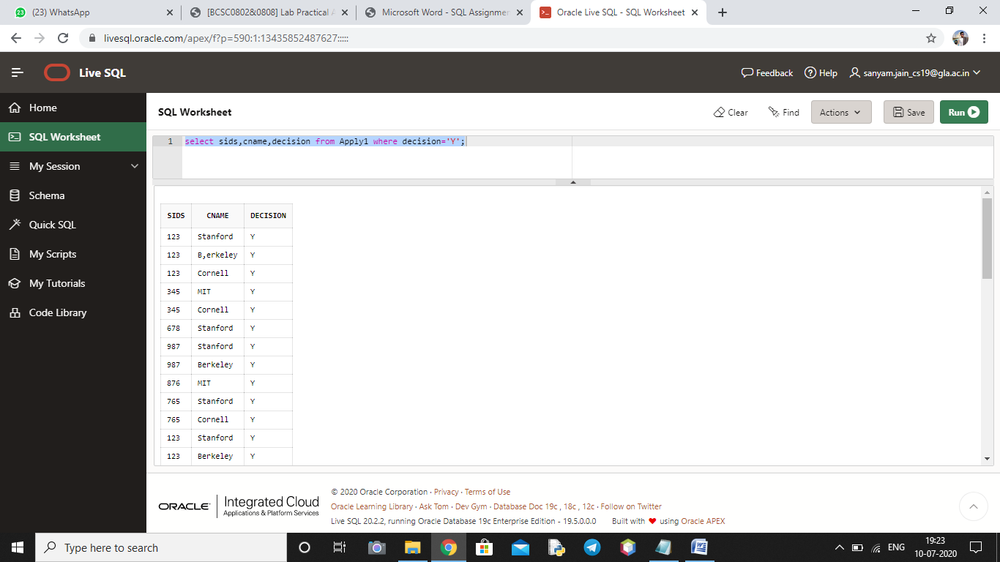 (23) WhatsApp
[BCSC0802&0808] Lab Practical A
Microsoft Word - SQL Assignmen
Oracle Live SQL - SQL Worksheet
livesql.oracle.com/apex/f?p=590:1:13435852487627:::::
Live SQL
Feedback
Help
sanyam.jain_cs19@gla.ac.in
Home
SQL Worksheet
My Session
Schema
Quick SQL
My Scripts
My Tutorials
Code Library
SQL Worksheet
Clear
Find
Actions
Save
Run
1 select sids,cname,decision from Apply1 where decision='Y';
SIDS CNAME DECISION
123 Stanford Y
123 B,erkeley Y
123 Cornell Y
345 MIT Y
345 Cornell Y
678 Stanford Y
987 Stanford Y
987 Berkeley Y
876 MIT Y
765 Stanford Y
765 Cornell Y
123 Stanford Y
123 Berkeley Y
ORACLE
Integrated Cloud
Applications & Platform Services
© 2020 Oracle Corporation · Privacy · Terms of Use
Oracle Learning Library · Ask Tom · Dev Gym · Database Doc 19c , 18c , 12c · Follow on Twitter
Live SQL 20.2.2, running Oracle Database 19c Enterprise Edition - 19.5.0.0.0 Built with ❤ using Oracle APEX
Type here to search
ENG
19:23
10-07-2020